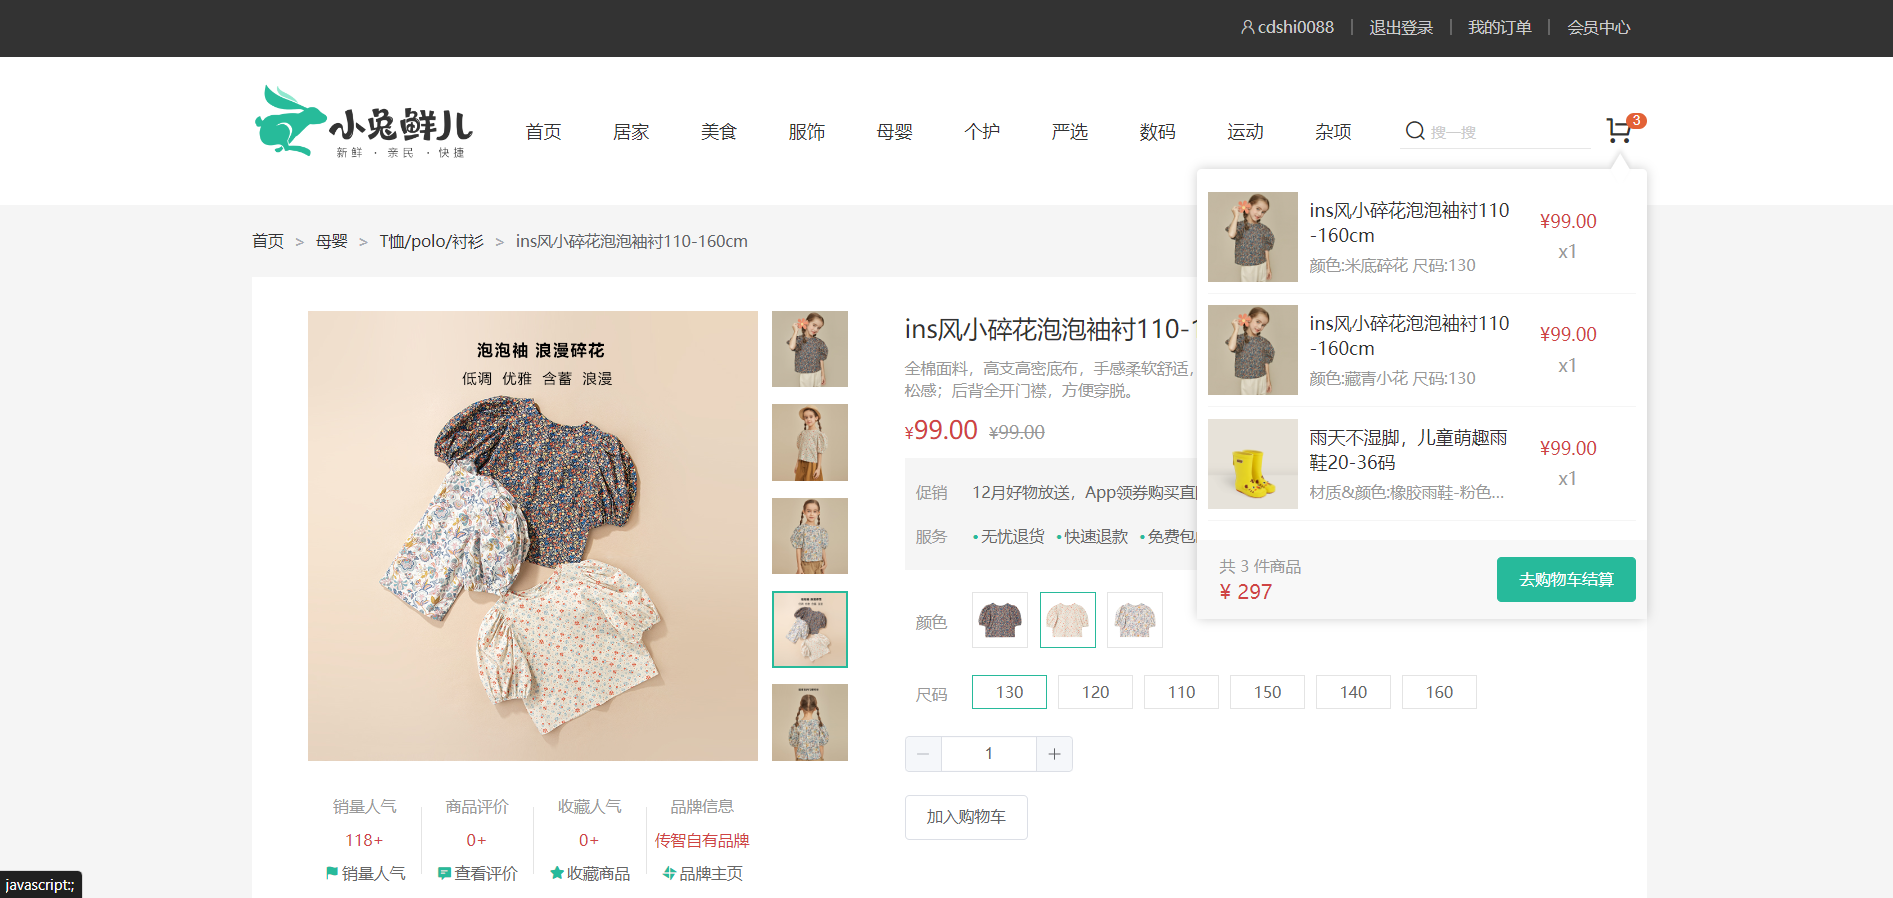 cdshi0088 | 退出登录 | 我的订单 | 会员中心
小兔鲜儿
新鲜 · 亲民 · 快捷
首页 居家 美食 服饰 母婴 个护 严选 数码 运动 杂项
搜一搜
3
首页 > 母婴 > T恤/polo/衬衫 > ins风小碎花泡泡袖衬110-160cm
ins风小碎花泡泡袖衬110
-160cm
颜色:米底碎花 尺码:130
¥99.00
x1
ins风小碎花泡泡袖衬110
-160cm
颜色:藏青小花 尺码:130
¥99.00
x1
雨天不湿脚，儿童萌趣雨
鞋20-36码
材质&颜色:橡胶雨鞋-粉色...
¥99.00
x1
共 3 件商品
¥ 297
去购物车结算
泡泡袖 浪漫碎花
低调 优雅 含蓄 浪漫
ins风小碎花泡泡袖衬110-1
全棉面料，高支高密底布，手感柔软舒适，
松感；后背全开门襟，方便穿脱。
¥99.00 ¥99.00
促销 12月好物放送，App领券购买直
服务 •无忧退货 •快速退款 •免费包
颜色
尺码 130 120 110 150 140 160
1
加入购物车
销量人气 商品评价 收藏人气 品牌信息
118+ 0+ 0+ 传智自有品牌
销量人气 查看评价 收藏商品 品牌主页
javascript:;